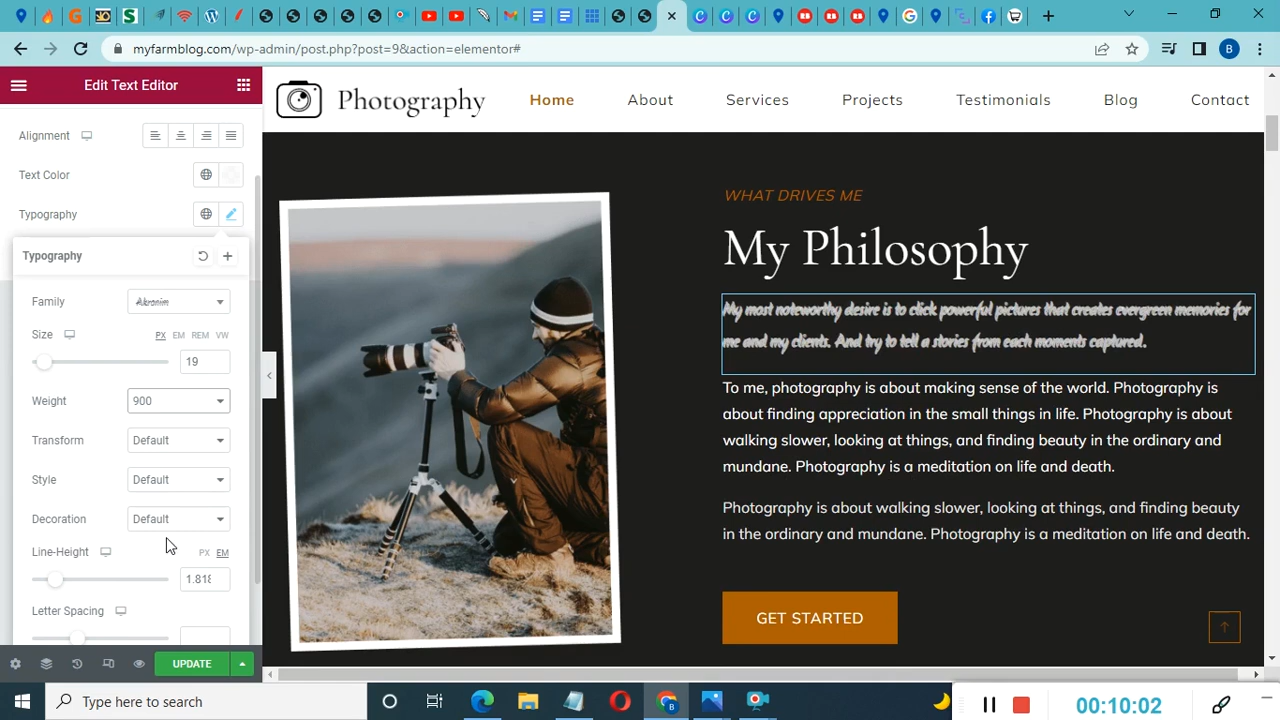 myfarmblog.com/wp-admin/post.php?post=9&action=elementor#
B
Edit Text Editor
Alignment
Text Color
Typography
Typography
Family
Akronim
Size
PX EM REM VW
19
Weight
900
Transform
Default
Style
Default
Decoration
Default
Line-Height
PX EM
1.818
Letter Spacing
UPDATE
Photography
Home
About
Services
Projects
Testimonials
Blog
Contact
WHAT DRIVES ME
My Philosophy
My most noteworthy desire is to click powerful pictures that creates evergreen memories for
me and my clients. And try to tell a stories from each moments captured.
To me, photography is about making sense of the world. Photography is
about finding appreciation in the small things in life. Photography is about
walking slower, looking at things, and finding beauty in the ordinary and
mundane. Photography is a meditation on life and death.
Photography is about walking slower, looking at things, and finding beauty
in the ordinary and mundane. Photography is a meditation on life and death.
GET STARTED
Type here to search
00:10:02